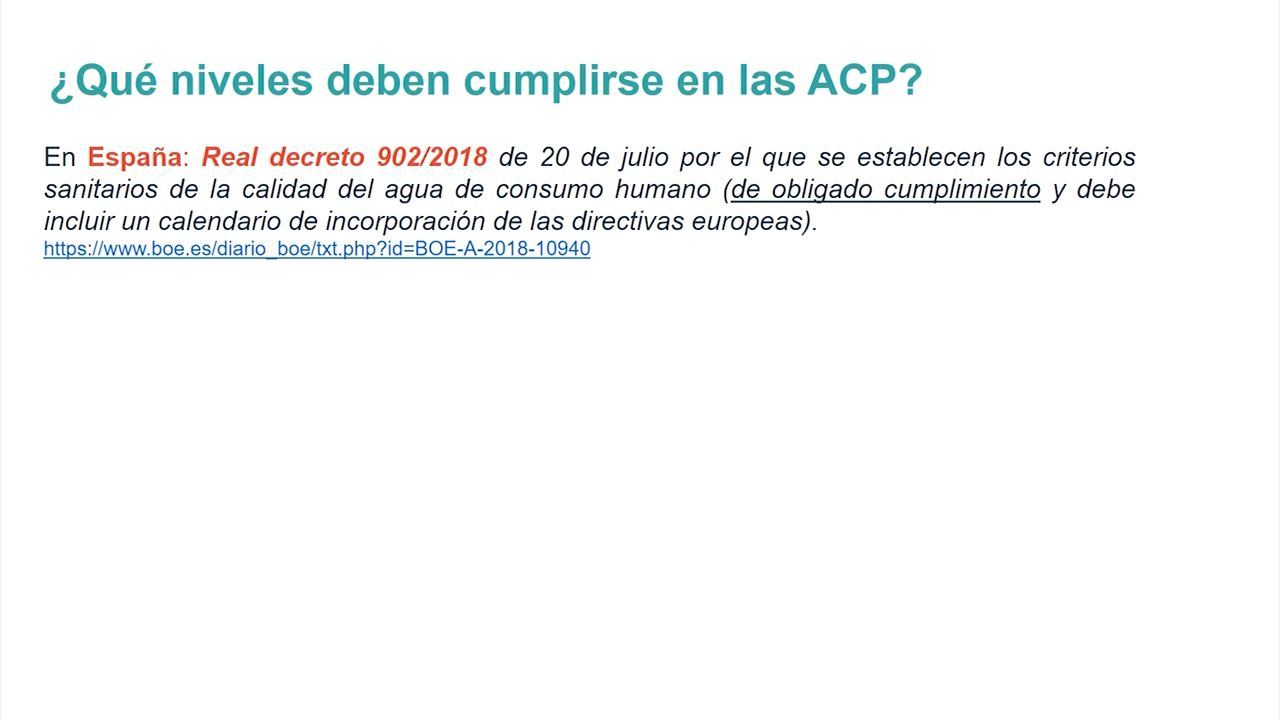 ¿Qué niveles deben cumplirse en las ACP?
En España: Real decreto 902/2018 de 20 de julio por el que se establecen los criterios
sanitarios de la calidad del agua de consumo humano (de obligado cumplimiento y debe
incluir un calendario de incorporación de las directivas europeas).
https://www.boe.es/diario_boe/txt.php?id=BOE-A-2018-10940